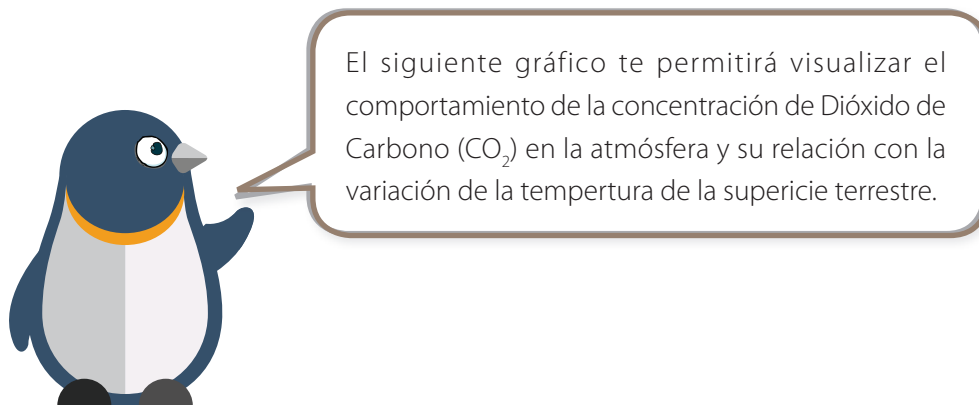 El siguiente gráfico te permitirá visualizar el
comportamiento de la concentración de Dióxido de
Carbono (CO₂) en la atmósfera y su relación con la
variación de la tempertura de la supericie terrestre.